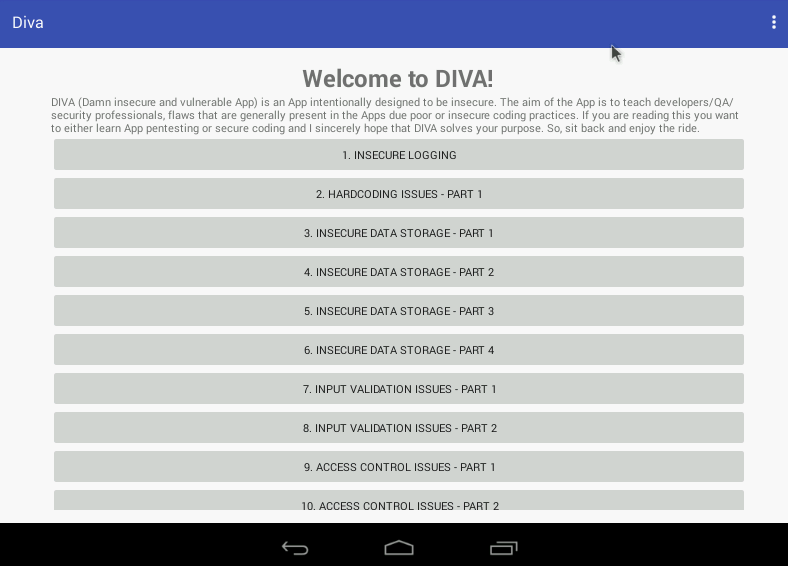 Diva
Welcome to DIVA!
DIVA (Damn insecure and vulnerable App) is an App intentionally designed to be insecure. The aim of the App is to teach developers/QA/
security professionals, flaws that are generally present in the Apps due poor or insecure coding practices. If you are reading this you want
to either learn App pentesting or secure coding and I sincerely hope that DIVA solves your purpose. So, sit back and enjoy the ride.
1. INSECURE LOGGING
2. HARDCODING ISSUES - PART 1
3. INSECURE DATA STORAGE - PART 1
4. INSECURE DATA STORAGE - PART 2
5. INSECURE DATA STORAGE - PART 3
6. INSECURE DATA STORAGE - PART 4
7. INPUT VALIDATION ISSUES - PART 1
8. INPUT VALIDATION ISSUES - PART 2
9. ACCESS CONTROL ISSUES - PART 1
10. ACCESS CONTROL ISSUES - PART 2